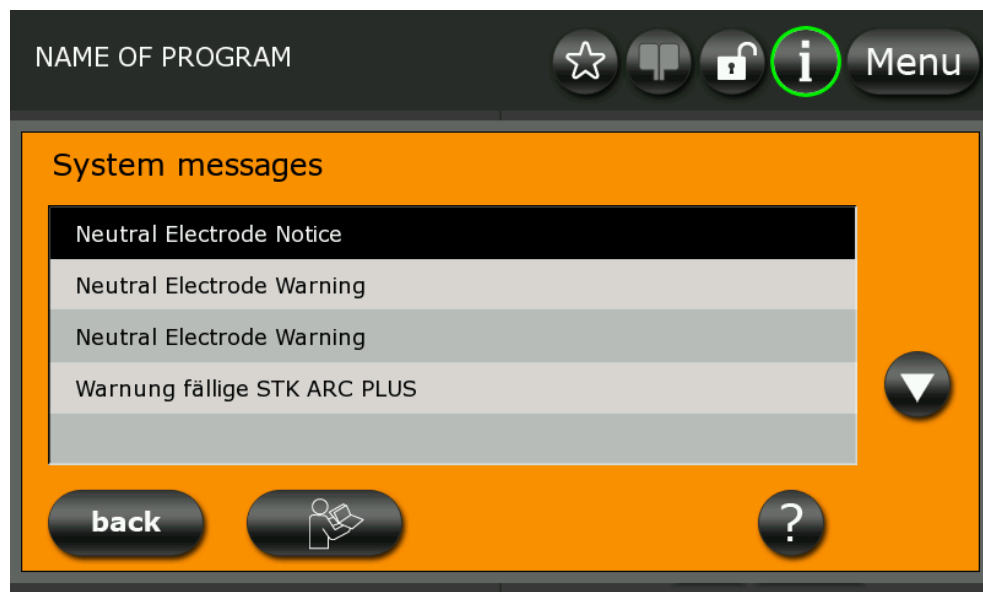 NAME OF PROGRAM
i
Menu
System messages
Neutral Electrode Notice
Neutral Electrode Warning
Neutral Electrode Warning
Warnung fällige STK ARC PLUS
back
?